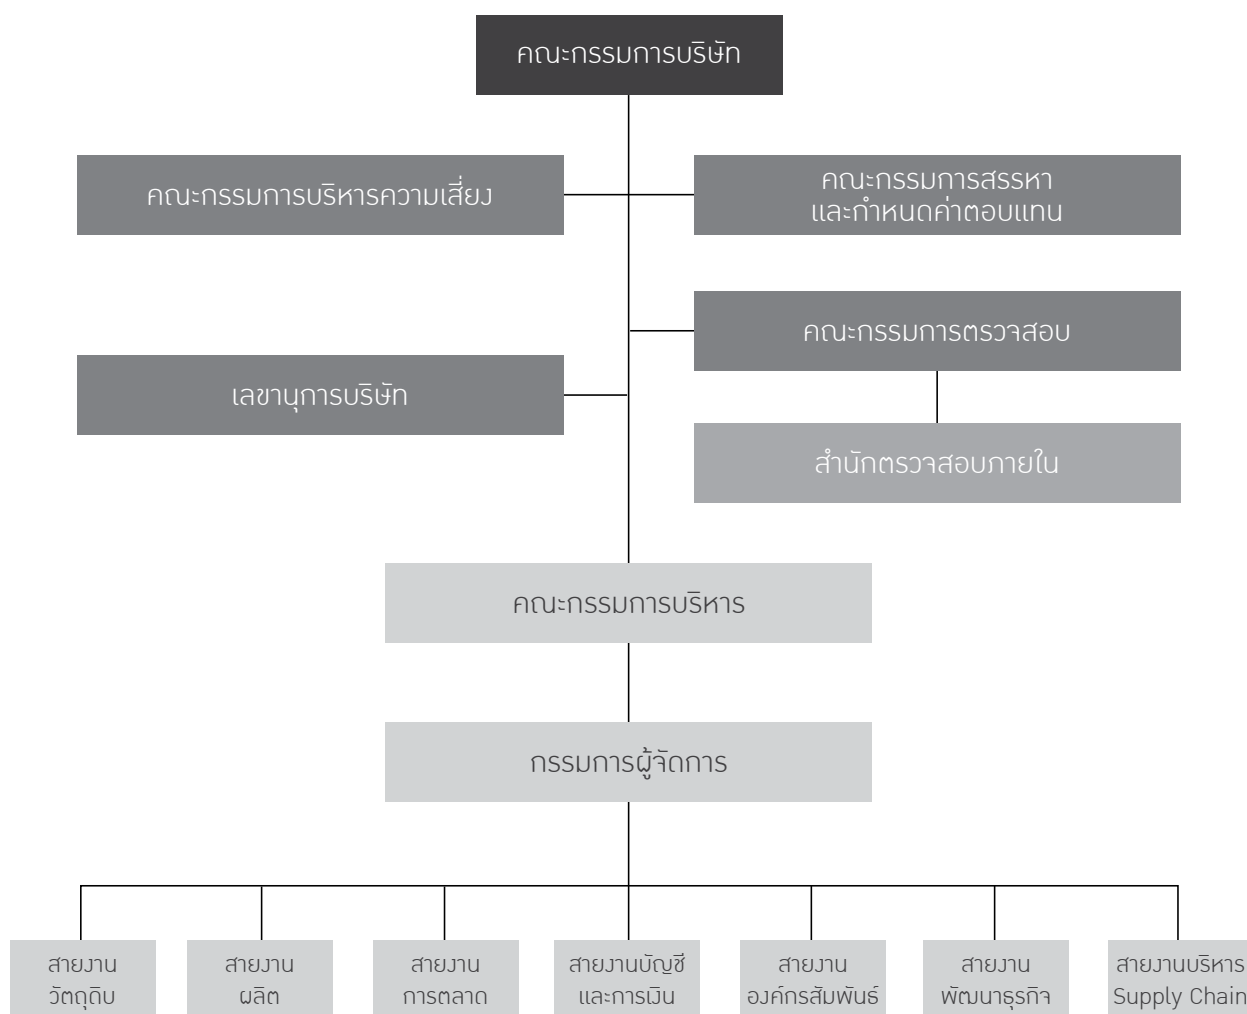 คณะกรรมการบริษัท
คณะกรรมการบริหารความเสี่ยง
คณะกรรมการสรรหา
และกำหนดค่าตอบแทน
คณะกรรมการตรวจสอบ
เลขานุการบริษัท
สำนักตรวจสอบภายใน
คณะกรรมการบริหาร
กรรมการผู้จัดการ
สายงาน
วัตถุดิบ
สายงาน
ผลิต
สายงาน
การตลาด
สายงานบัญชี
และการเงิน
สายงาน
องค์กรสัมพันธ์
สายงาน
พัฒนาธุรกิจ
สายงานบริหาร
Supply Chain